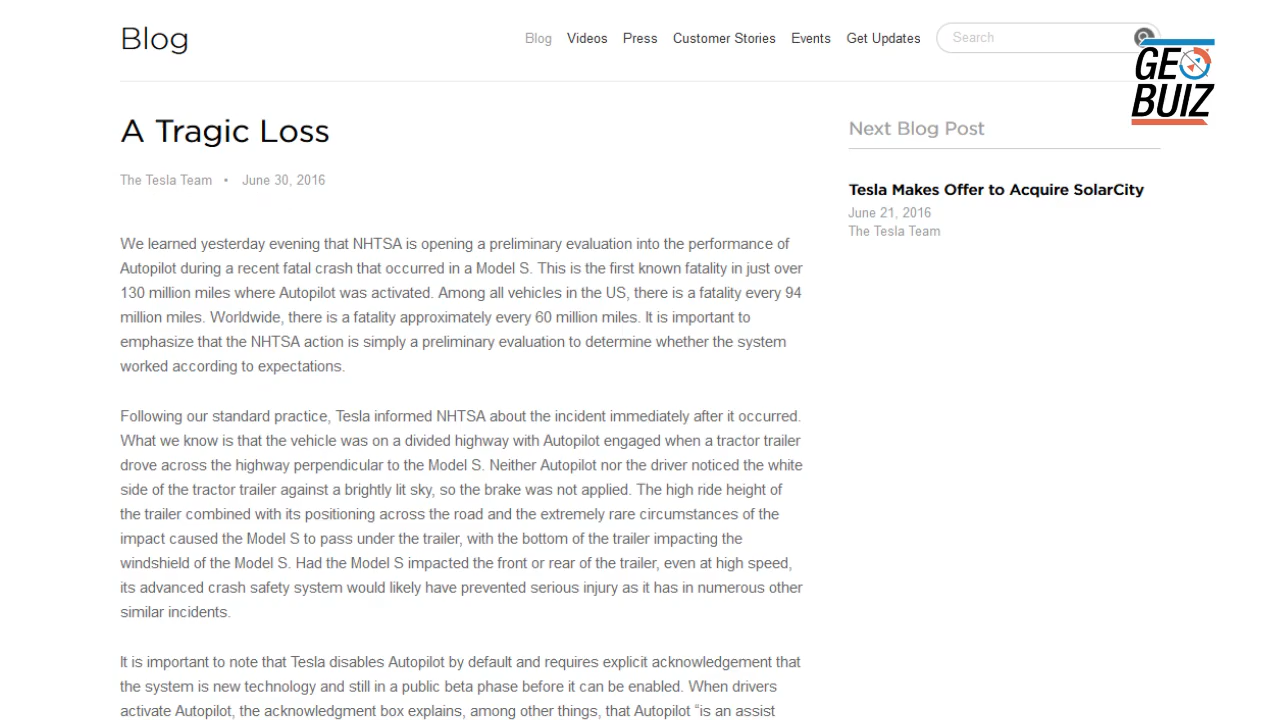 Blog
Blog Videos Press Customer Stories Events Get Updates Search
GEO
BUIZ
A Tragic Loss
The Tesla Team • June 30, 2016
We learned yesterday evening that NHTSA is opening a preliminary evaluation into the performance of
Autopilot during a recent fatal crash that occurred in a Model S. This is the first known fatality in just over
130 million miles where Autopilot was activated. Among all vehicles in the US, there is a fatality every 94
million miles. Worldwide, there is a fatality approximately every 60 million miles. It is important to
emphasize that the NHTSA action is simply a preliminary evaluation to determine whether the system
worked according to expectations.
Following our standard practice, Tesla informed NHTSA about the incident immediately after it occurred.
What we know is that the vehicle was on a divided highway with Autopilot engaged when a tractor trailer
drove across the highway perpendicular to the Model S. Neither Autopilot nor the driver noticed the white
side of the tractor trailer against a brightly lit sky, so the brake was not applied. The high ride height of
the trailer combined with its positioning across the road and the extremely rare circumstances of the
impact caused the Model S to pass under the trailer, with the bottom of the trailer impacting the
windshield of the Model S. Had the Model S impacted the front or rear of the trailer, even at high speed,
its advanced crash safety system would likely have prevented serious injury as it has in numerous other
similar incidents.
It is important to note that Tesla disables Autopilot by default and requires explicit acknowledgement that
the system is new technology and still in a public beta phase before it can be enabled. When drivers
activate Autopilot, the acknowledgment box explains, among other things, that Autopilot “is an assist
Next Blog Post
Tesla Makes Offer to Acquire SolarCity
June 21, 2016
The Tesla Team